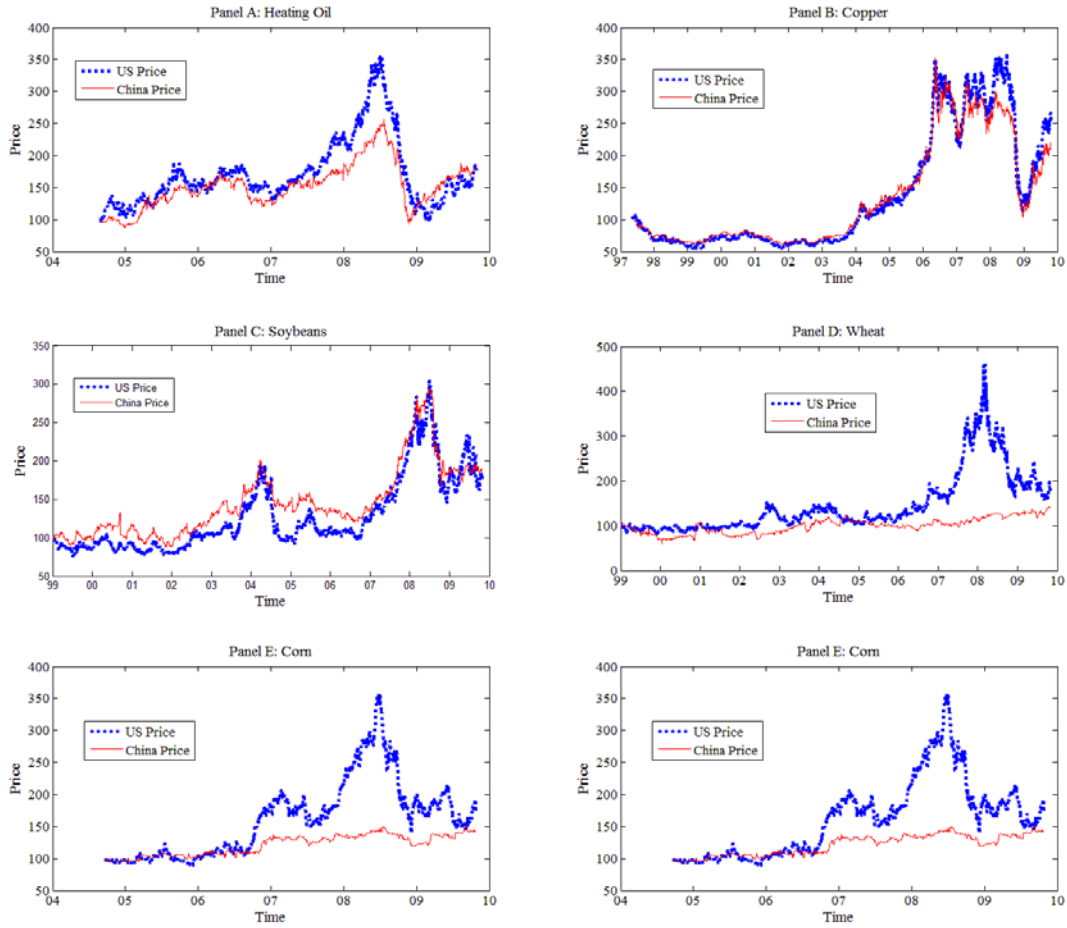 Panel A: Heating Oil
400
350
300
250
200
150
100
50
Price
US Price
China Price
04 05 06 07 08 09 10
Time
Panel B: Copper
400
350
300
250
200
150
100
50
Price
US Price
China Price
97 98 99 00 01 02 03 04 05 06 07 08 09 10
Time
Panel C: Soybeans
350
300
250
200
150
100
50
Price
US Price
China Price
99 00 01 02 03 04 05 06 07 08 09 10
Time
Panel D: Wheat
500
400
300
200
100
0
Price
US Price
China Price
99 00 01 02 03 04 05 06 07 08 09 10
Time
Panel E: Corn
400
350
300
250
200
150
100
50
Price
US Price
China Price
04 05 06 07 08 09 10
Time
Panel E: Corn
400
350
300
250
200
150
100
50
Price
US Price
China Price
04 05 06 07 08 09 10
Time